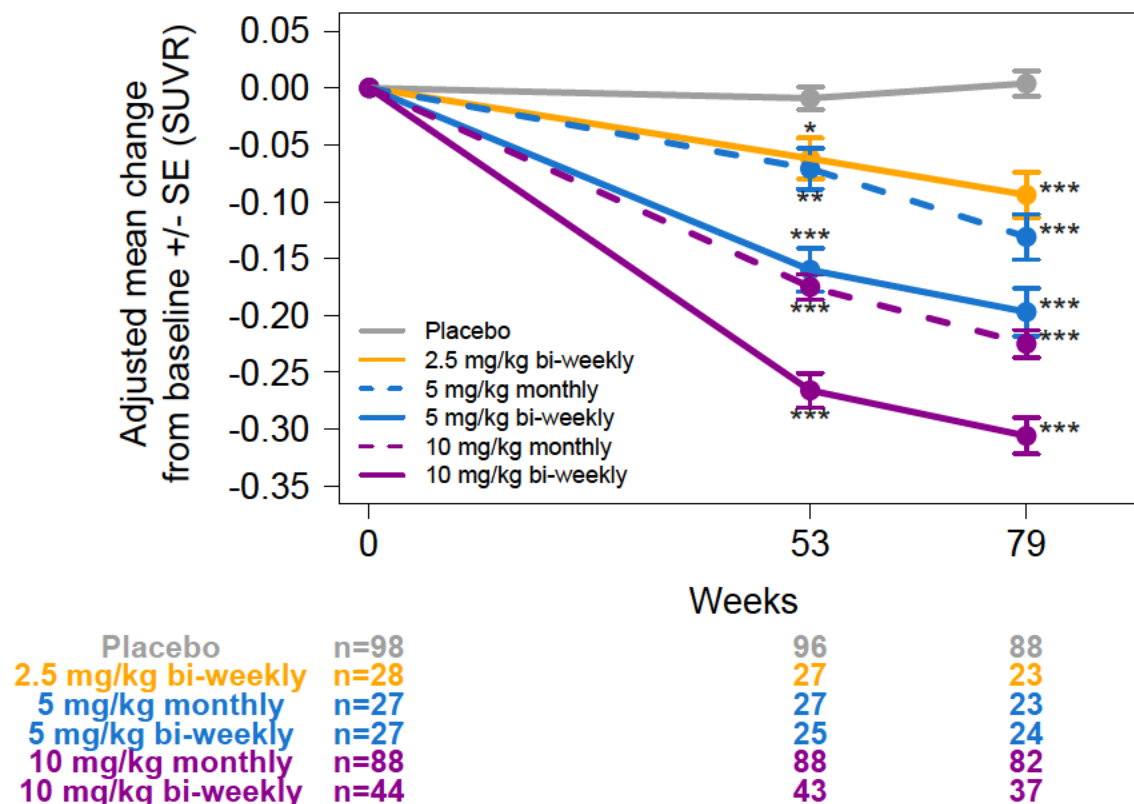 Adjusted mean change
from baseline +/- SE (SUVR)
0.05
0.00
-0.05
-0.10
-0.15
-0.20
-0.25
-0.30
-0.35
*
**
***
***
***
***
***
***
***
***
Placebo
2.5 mg/kg bi-weekly
5 mg/kg monthly
5 mg/kg bi-weekly
10 mg/kg monthly
10 mg/kg bi-weekly
0 53 79
Weeks
Placebo n=98 96 88
2.5 mg/kg bi-weekly n=28 27 23
5 mg/kg monthly n=27 27 23
5 mg/kg bi-weekly n=27 25 24
10 mg/kg monthly n=88 88 82
10 mg/kg bi-weekly n=44 43 37